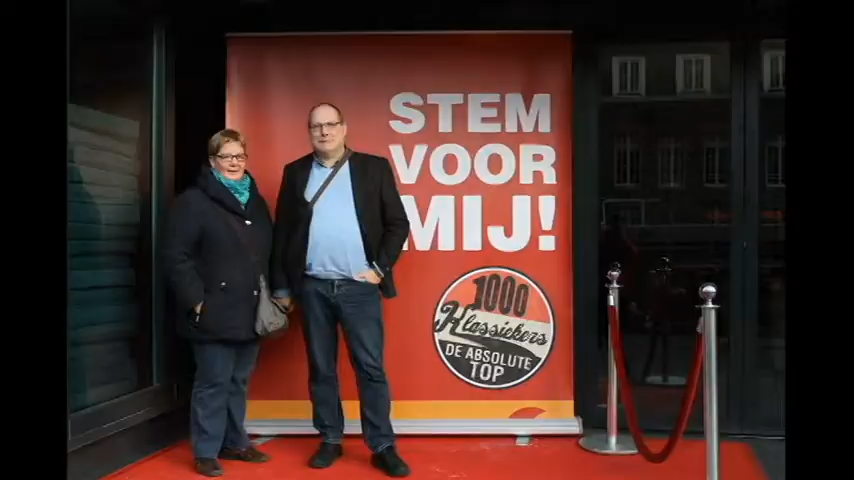 STEM
VOOR
MIJ!
1000
Klassiekers
DE ABSOLUTE
TOP